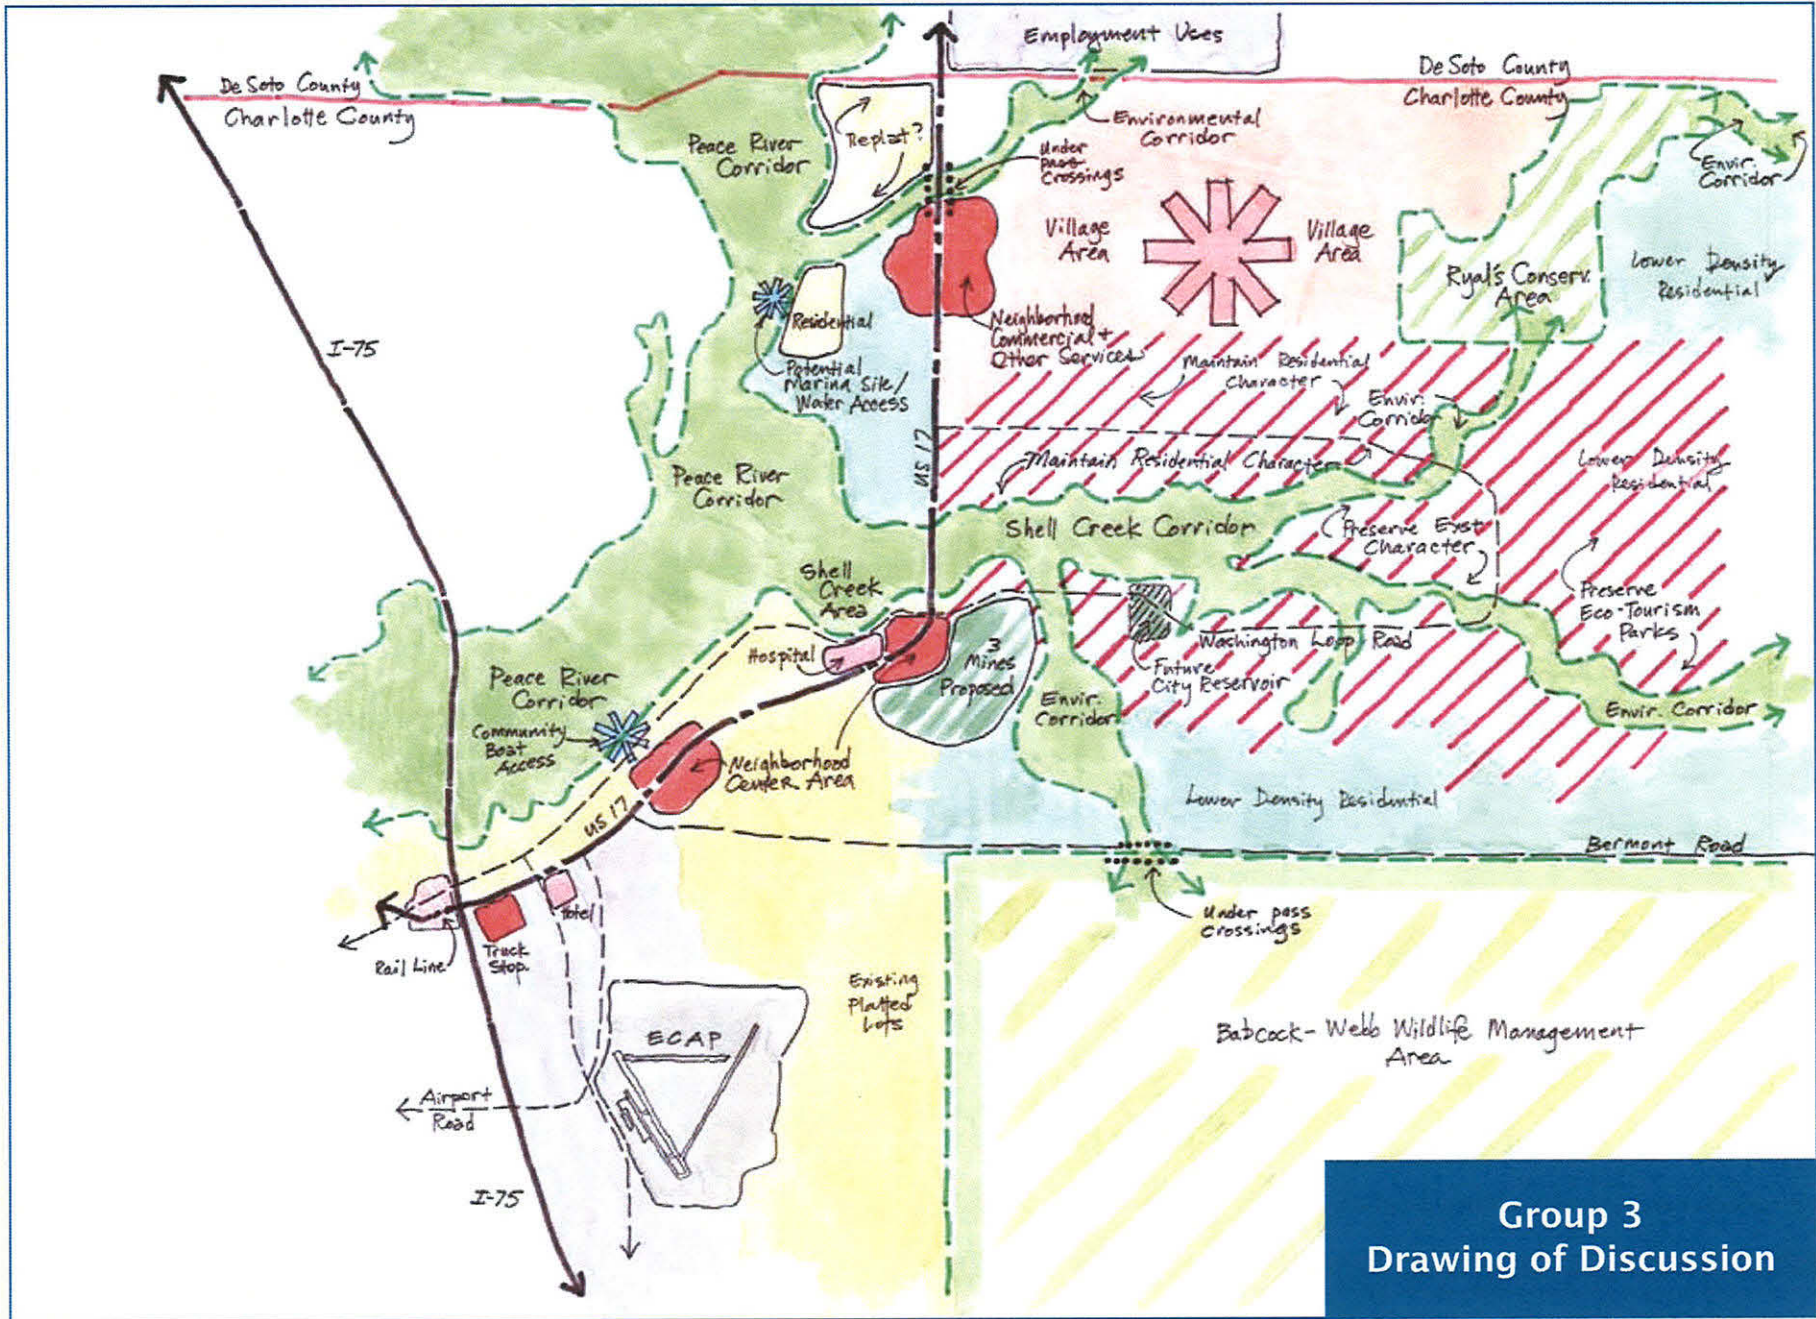 Employment Uses
De Soto County
Charlotte County
De Soto County
Charlotte County
Peace River
Corridor
Replat?
Environmental
Corridor
Under
pass
Crossings
Envir.
Corridor
Village
Area
Village
Area
Ryal's Conserv.
Area
Lower Density
Residential
I-75
Residential
Neighborhood
Commercial +
Other Services
Potential
Marina Site/
Water Access
Maintain Residential
Character
Envir.
Corridor
US 17
Maintain Residential Character
Lower Density
Residential
Peace River
Corridor
Shell Creek Corridor
Preserve Exst
Character
Shell
Creek
Area
Preserve
Eco-Tourism
Parks
Hospital
3
Mines
Proposed
Washington Loop Road
Future
City Reservoir
Peace River
Corridor
Envir.
Corridor
Envir. Corridor
Community
Boat
Access
Neighborhood
Center Area
US 17
Lower Density Residential
Bermont Road
Rail Line
Truck
Stop.
Hotel
Under pass
Crossings
Existing
Platted
Lots
ECAP
Babcock-Webb Wildlife Management
Area
Airport
Road
I-75
Group 3
Drawing of Discussion